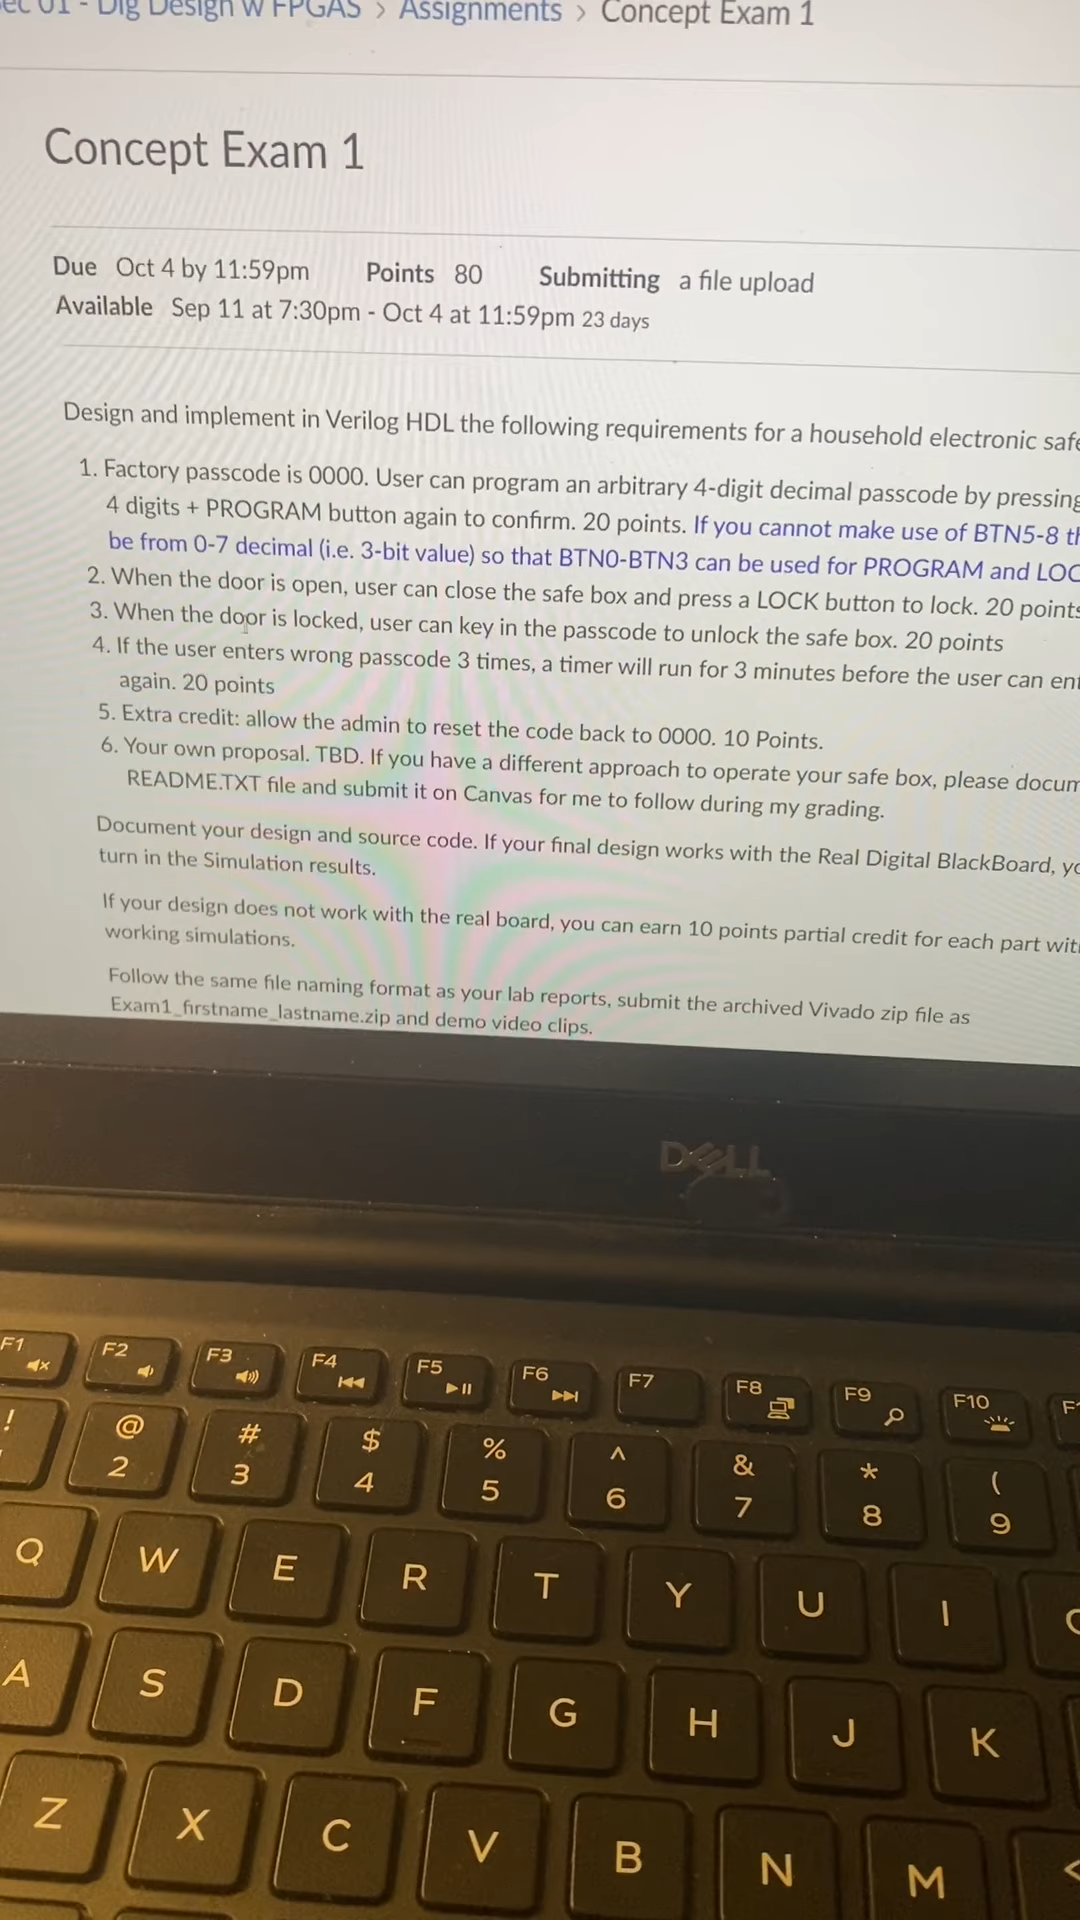 01 - Dig Design W FPGAS > Assignments > Concept Exam 1
Concept Exam 1
Due Oct 4 by 11:59pm Points 80 Submitting a file upload
Available Sep 11 at 7:30pm - Oct 4 at 11:59pm 23 days
Design and implement in Verilog HDL the following requirements for a household electronic safe
1. Factory passcode is 0000. User can program an arbitrary 4-digit decimal passcode by pressing
4 digits + PROGRAM button again to confirm. 20 points. If you cannot make use of BTN5-8 th
be from 0-7 decimal (i.e. 3-bit value) so that BTN0-BTN3 can be used for PROGRAM and LOC
2. When the door is open, user can close the safe box and press a LOCK button to lock. 20 points
3. When the door is locked, user can key in the passcode to unlock the safe box. 20 points
4. If the user enters wrong passcode 3 times, a timer will run for 3 minutes before the user can ent
again. 20 points
5. Extra credit: allow the admin to reset the code back to 0000. 10 Points.
6. Your own proposal. TBD. If you have a different approach to operate your safe box, please docum
README.TXT file and submit it on Canvas for me to follow during my grading.
Document your design and source code. If your final design works with the Real Digital BlackBoard, yo
turn in the Simulation results.
If your design does not work with the real board, you can earn 10 points partial credit for each part with
working simulations.
Follow the same file naming format as your lab reports, submit the archived Vivado zip file as
Exam1_firstname_lastname.zip and demo video clips.
DELL
F1 F2 F3 F4 F5 F6 F7 F8 F9 F10
! @ # $ % ^ & * (
2 3 4 5 6 7 8 9
Q W E R T Y U I
A S D F G H J K
Z X C V B N M <